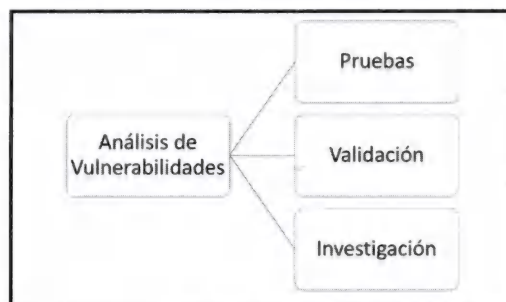 Pruebas
Análisis de
Vulnerabilidades
Validación
Investigación